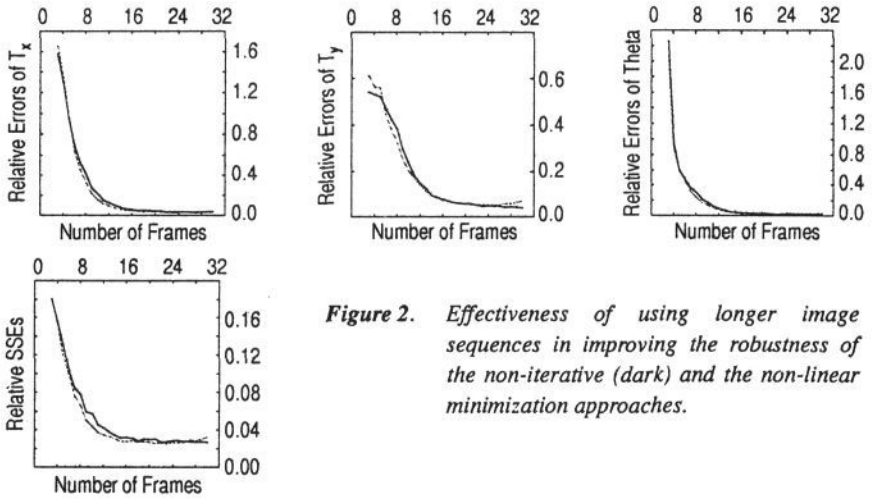 0 8 16 24 32
Relative Errors of Tx
1.6
1.2
0.8
0.4
0.0
Number of Frames
0 8 16 24 32
Relative Errors of Ty
0.6
0.4
0.2
0.0
Number of Frames
0 8 16 24 32
Relative Errors of Theta
2.0
1.6
1.2
0.8
0.4
0.0
Number of Frames
0 8 16 24 32
Relative SSEs
0.16
0.12
0.08
0.04
0.00
Number of Frames
Figure 2. Effectiveness of using longer image
sequences in improving the robustness of
the non-iterative (dark) and the non-linear
minimization approaches.